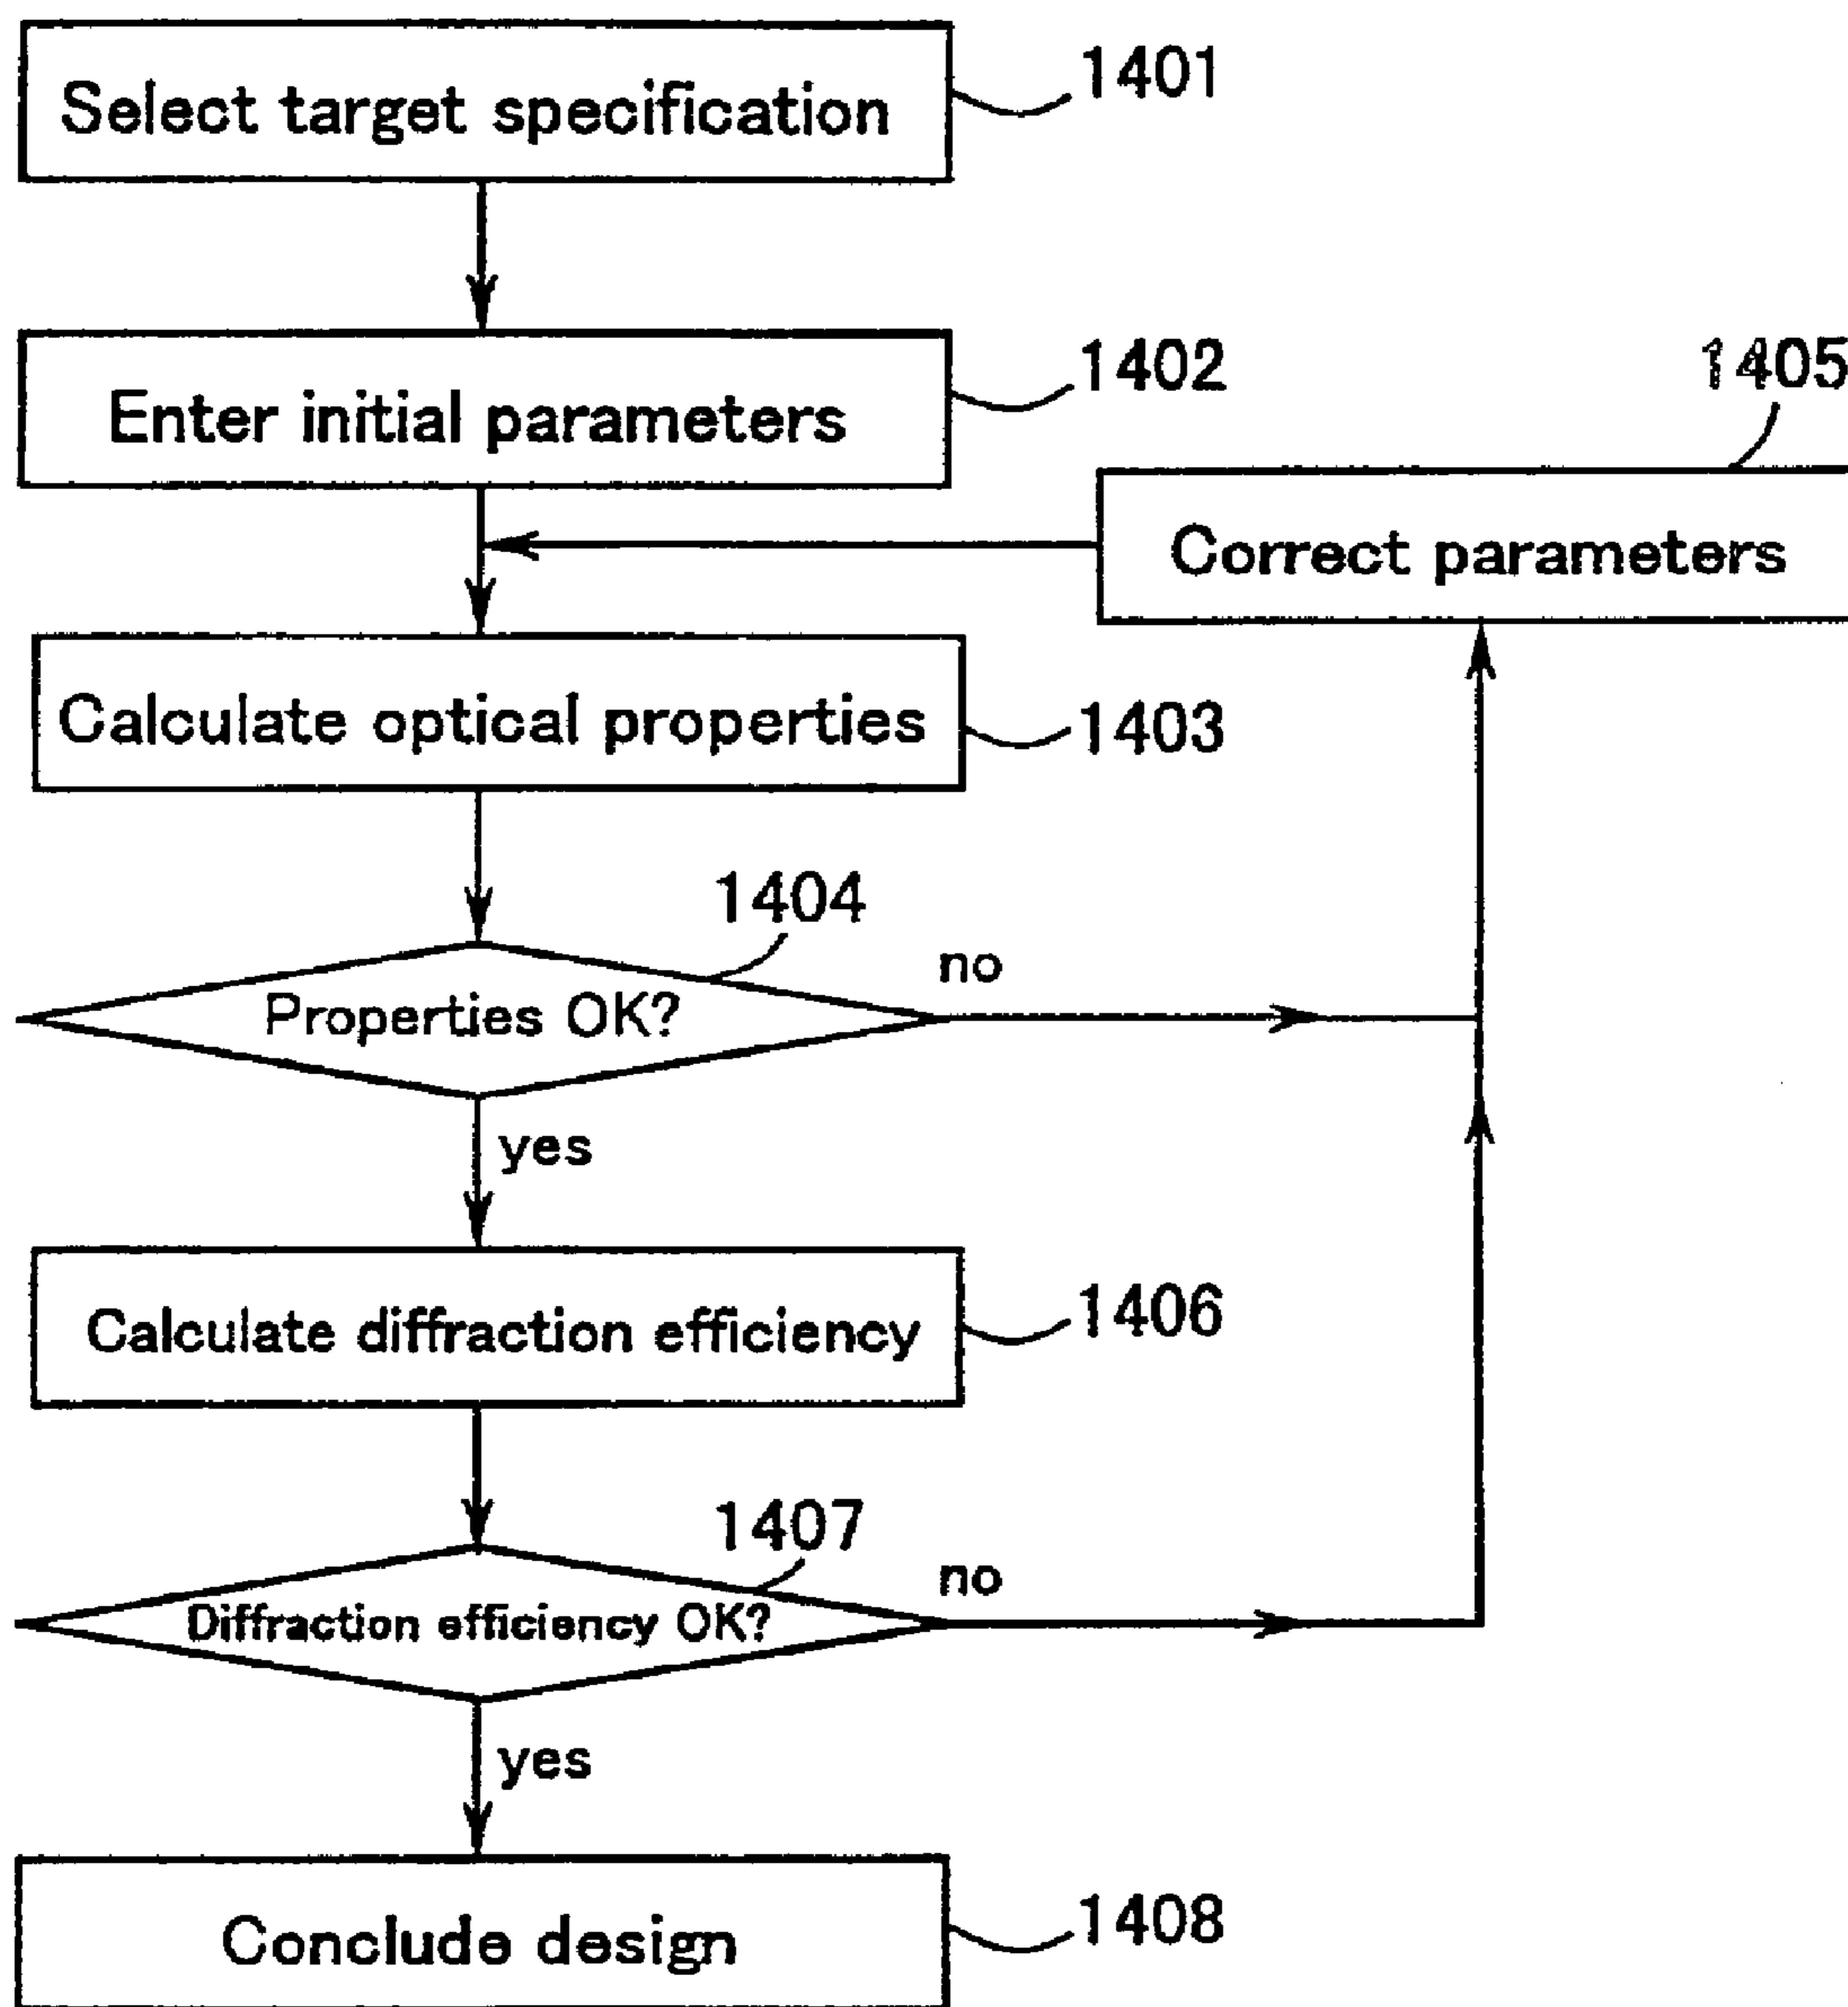 Select target specification
1401
Enter initial parameters
1402
1405
Correct parameters
Calculate optical properties
1403
1404
Properties OK?
no
yes
Calculate diffraction efficiency
1406
1407
Diffraction efficiency OK?
no
yes
Conclude design
1408